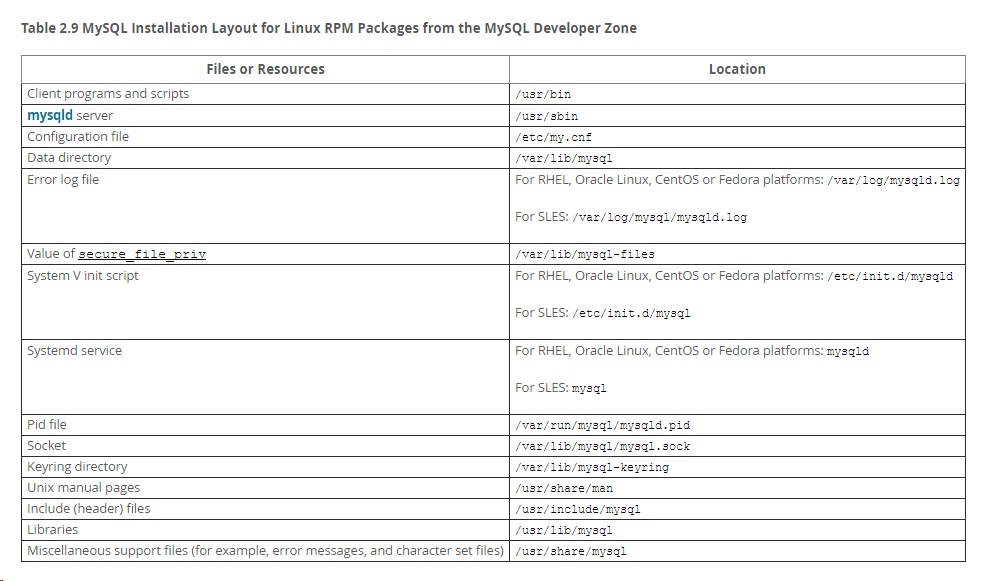 Table 2.9 MySQL Installation Layout for Linux RPM Packages from the MySQL Developer Zone
Files or Resources Location
Client programs and scripts /usr/bin
mysqld server /usr/sbin
Configuration file /etc/my.cnf
Data directory /var/lib/mysql
Error log file For RHEL, Oracle Linux, CentOS or Fedora platforms: /var/log/mysqld.log
For SLES: /var/log/mysql/mysqld.log
Value of secure_file_priv /var/lib/mysql-files
System V init script For RHEL, Oracle Linux, CentOS or Fedora platforms: /etc/init.d/mysqld
For SLES: /etc/init.d/mysql
Systemd service For RHEL, Oracle Linux, CentOS or Fedora platforms: mysqld
For SLES: mysql
Pid file /var/run/mysql/mysqld.pid
Socket /var/lib/mysql/mysql.sock
Keyring directory /var/lib/mysql-keyring
Unix manual pages /usr/share/man
Include (header) files /usr/include/mysql
Libraries /usr/lib/mysql
Miscellaneous support files (for example, error messages, and character set files) /usr/share/mysql